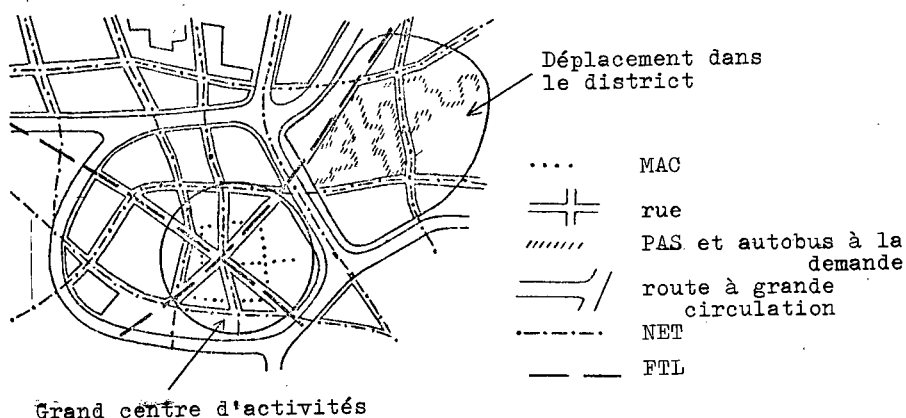 Déplacement dans
le district
MAC
rue
PAS et autobus à la
demande
route à grande
circulation
NET
FTL
Grand centre d'activités